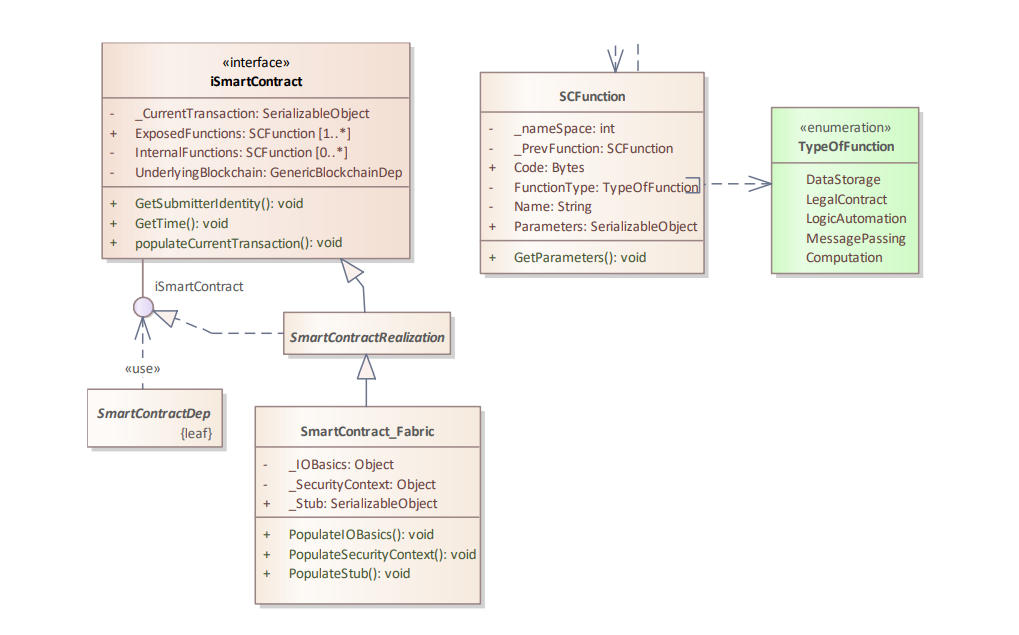 «interface»
iSmartContract
- _CurrentTransaction: SerializableObject
+ ExposedFunctions: SCFunction [1..*]
- InternalFunctions: SCFunction [0..*]
- UnderlyingBlockchain: GenericBlockchainDep
+ GetSubmitterIdentity(): void
+ GetTime(): void
+ populateCurrentTransaction(): void
iSmartContract
SmartContractRealization
«use»
SmartContractDep
{leaf}
SmartContract_Fabric
- _IOBasics: Object
- _SecurityContext: Object
+ _Stub: SerializableObject
+ PopulateIOBasics(): void
+ PopulateSecurityContext(): void
+ PopulateStub(): void
SCFunction
- _nameSpace: int
- _PrevFunction: SCFunction
+ Code: Bytes
- FunctionType: TypeOfFunction
- Name: String
+ Parameters: SerializableObject
+ GetParameters(): void
«enumeration»
TypeOfFunction
DataStorage
LegalContract
LogicAutomation
MessagePassing
Computation